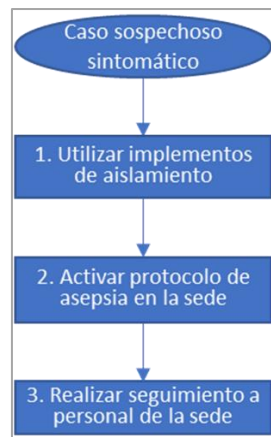 Caso sospechoso
sintomático
1. Utilizar implementos
de aislamiento
2. Activar protocolo de
asepsia en la sede
3. Realizar seguimiento a
personal de la sede